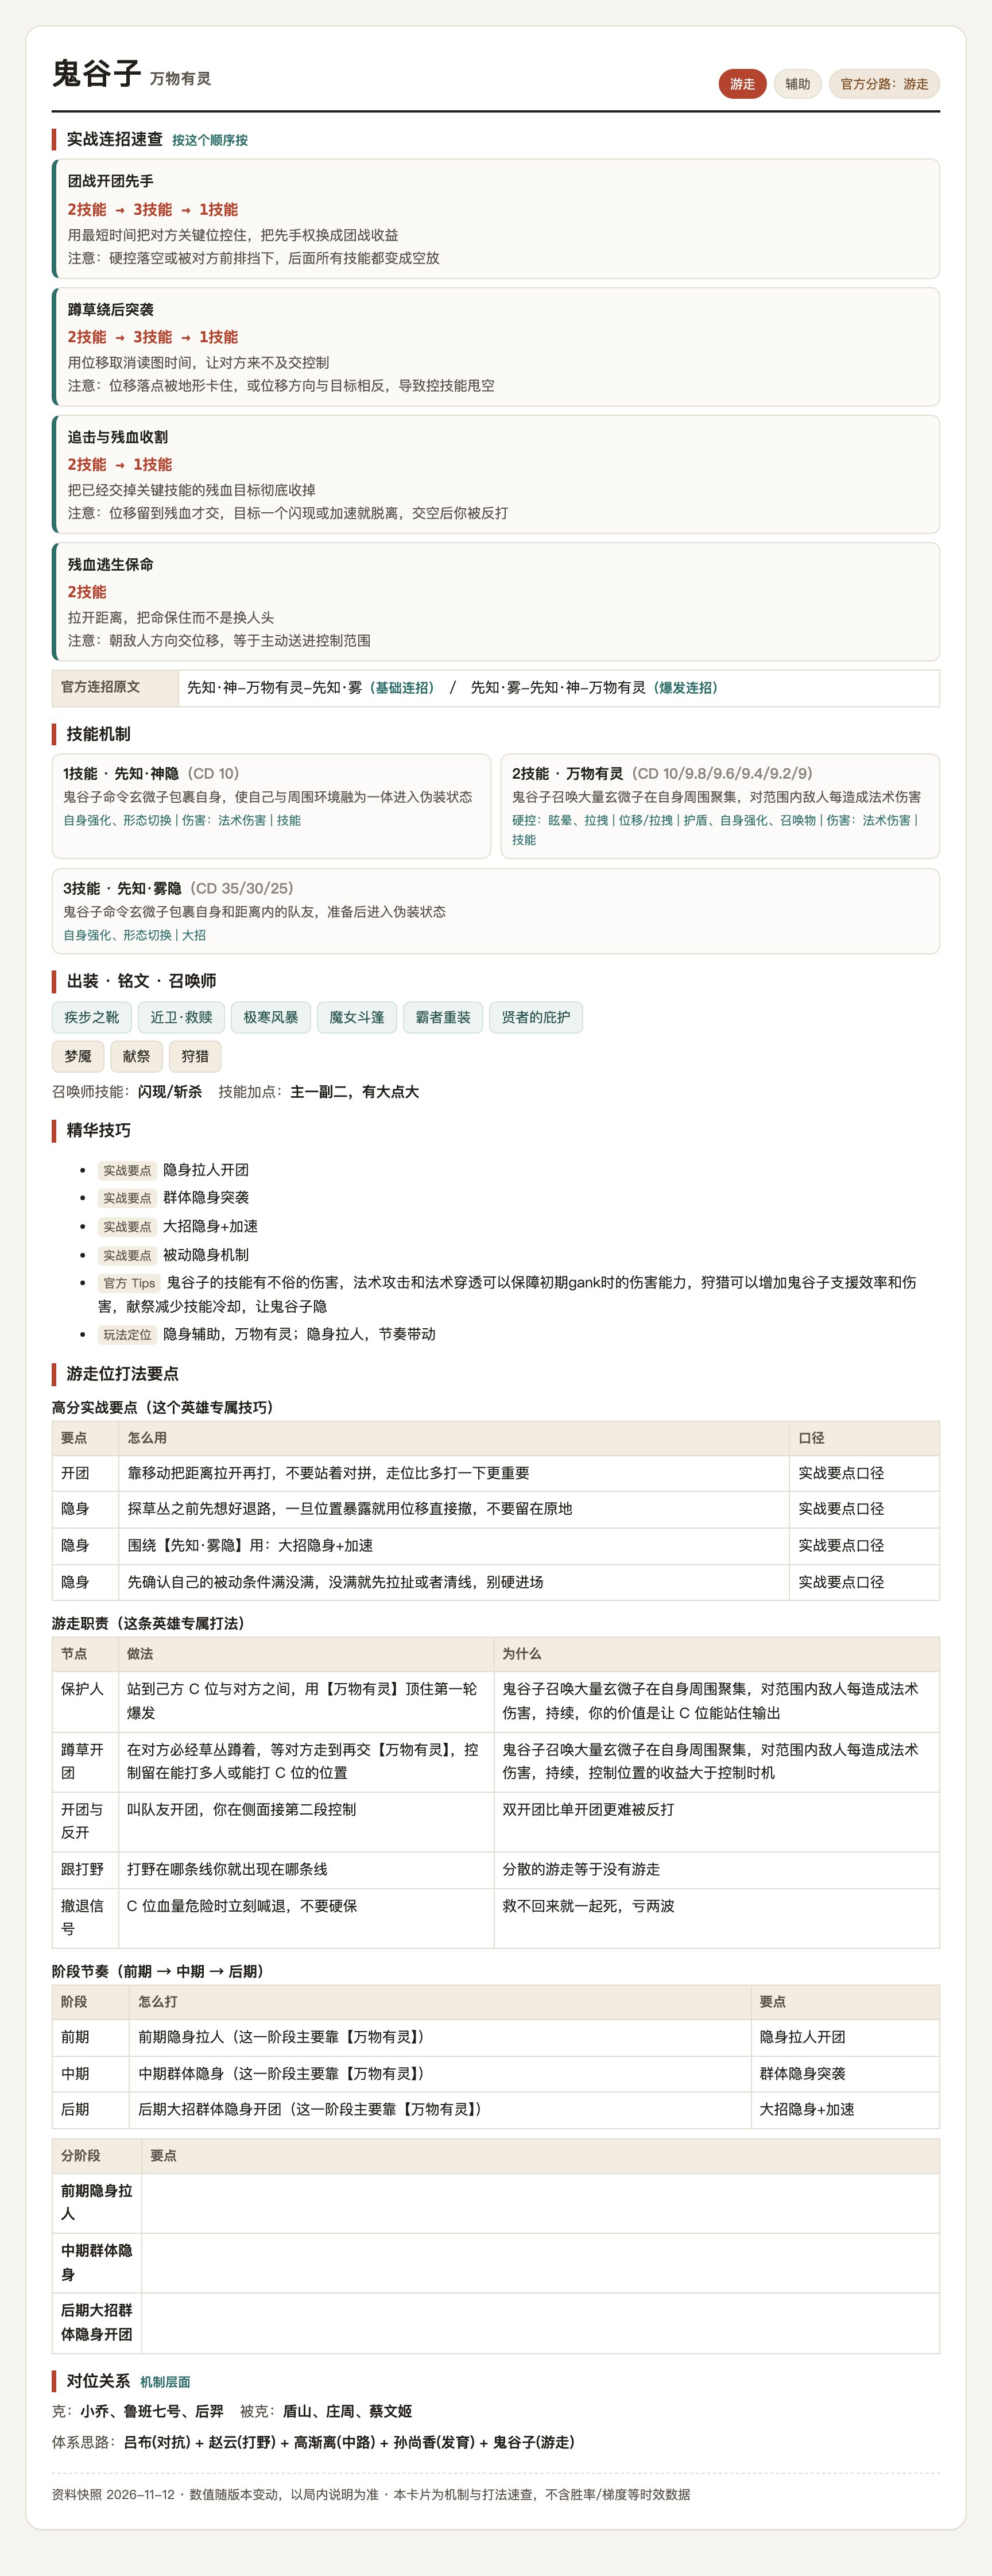 鬼谷子 万物有灵
游走 辅助 官方分路：游走
实战连招速查 按这个顺序按
团战开团先手
2技能 → 3技能 → 1技能
用最短时间把对方关键位控住，把先手权换成团战收益
注意：硬控落空或被对方前排挡下，后面所有技能都变成空放
蹲草绕后突袭
2技能 → 3技能 → 1技能
用位移取消读图时间，让对方来不及交控制
注意：位移落点被地形卡住，或位移方向与目标相反，导致控技能甩空
追击与残血收割
2技能 → 1技能
把已经交掉关键技能的残血目标彻底收掉
注意：位移留到残血才交，目标一个闪现或加速就脱离，交空后你被反打
残血逃生保命
2技能
拉开距离，把命保住而不是换人头
注意：朝敌人方向交位移，等于主动送进控制范围
官方连招原文 先知·神–万物有灵–先知·雾（基础连招） / 先知·雾–先知·神–万物有灵（爆发连招）
技能机制
1技能 · 先知·神隐（CD 10）
鬼谷子命令玄微子包裹自身，使自己与周围环境融为一体进入伪装状态
自身强化、形态切换 | 伤害：法术伤害 | 技能
2技能 · 万物有灵（CD 10/9.8/9.6/9.4/9.2/9）
鬼谷子召唤大量玄微子在自身周围聚集，对范围内敌人每造成法术伤害
硬控：眩晕、拉拽 | 位移/拉拽 | 护盾、自身强化、召唤物 | 伤害：法术伤害 |
技能
3技能 · 先知·雾隐（CD 35/30/25）
鬼谷子命令玄微子包裹自身和距离内的队友，准备后进入伪装状态
自身强化、形态切换 | 大招
出装 · 铭文 · 召唤师
疾步之靴 近卫·救赎 极寒风暴 魔女斗篷 霸者重装 贤者的庇护
梦魇 献祭 狩猎
召唤师技能：闪现/斩杀 技能加点：主一副二，有大点大
精华技巧
• 实战要点 隐身拉人开团
• 实战要点 群体隐身突袭
• 实战要点 大招隐身+加速
• 实战要点 被动隐身机制
• 官方 Tips 鬼谷子的技能有不俗的伤害，法术攻击和法术穿透可以保障初期gank时的伤害能力，狩猎可以增加鬼谷子支援效率和伤
害，献祭减少技能冷却，让鬼谷子隐
• 玩法定位 隐身辅助，万物有灵；隐身拉人，节奏带动
游走位打法要点
高分实战要点（这个英雄专属技巧）
要点 怎么用 口径
开团 靠移动把距离拉开再打，不要站着对拼，走位比多打一下更重要 实战要点口径
隐身 探草丛之前先想好退路，一旦位置暴露就用位移直接撤，不要留在原地 实战要点口径
隐身 围绕【先知·雾隐】用：大招隐身+加速 实战要点口径
隐身 先确认自己的被动条件满没满，没满就先拉扯或者清线，别硬进场 实战要点口径
游走职责（这条英雄专属打法）
节点 做法 为什么
保护人 站到己方 C 位与对方之间，用【万物有灵】顶住第一轮
爆发 鬼谷子召唤大量玄微子在自身周围聚集，对范围内敌人每造成法术
伤害，持续，你的价值是让 C 位能站住输出
蹲草开
团 在对方必经草丛蹲着，等对方走到再交【万物有灵】，控
制留在能打多人或能打 C 位的位置 鬼谷子召唤大量玄微子在自身周围聚集，对范围内敌人每造成法术
伤害，持续，控制位置的收益大于控制时机
开团与
反开 叫队友开团，你在侧面接第二段控制 双开团比单开团更难被反打
跟打野 打野在哪条线你就出现在哪条线 分散的游走等于没有游走
撤退信
号 C 位血量危险时立刻喊退，不要硬保 救不回来就一起死，亏两波
阶段节奏（前期 → 中期 → 后期）
阶段 怎么打 要点
前期 前期隐身拉人（这一阶段主要靠【万物有灵】） 隐身拉人开团
中期 中期群体隐身（这一阶段主要靠【万物有灵】） 群体隐身突袭
后期 后期大招群体隐身开团（这一阶段主要靠【万物有灵】） 大招隐身+加速
分阶段 要点
前期隐身拉
人
中期群体隐
身
后期大招群
体隐身开团
对位关系 机制层面
克：小乔、鲁班七号、后羿 被克：盾山、庄周、蔡文姬
体系思路：吕布(对抗) + 赵云(打野) + 高渐离(中路) + 孙尚香(发育) + 鬼谷子(游走)
资料快照 2026–11–12 · 数值随版本变动，以局内说明为准 · 本卡片为机制与打法速查，不含胜率/梯度等时效数据